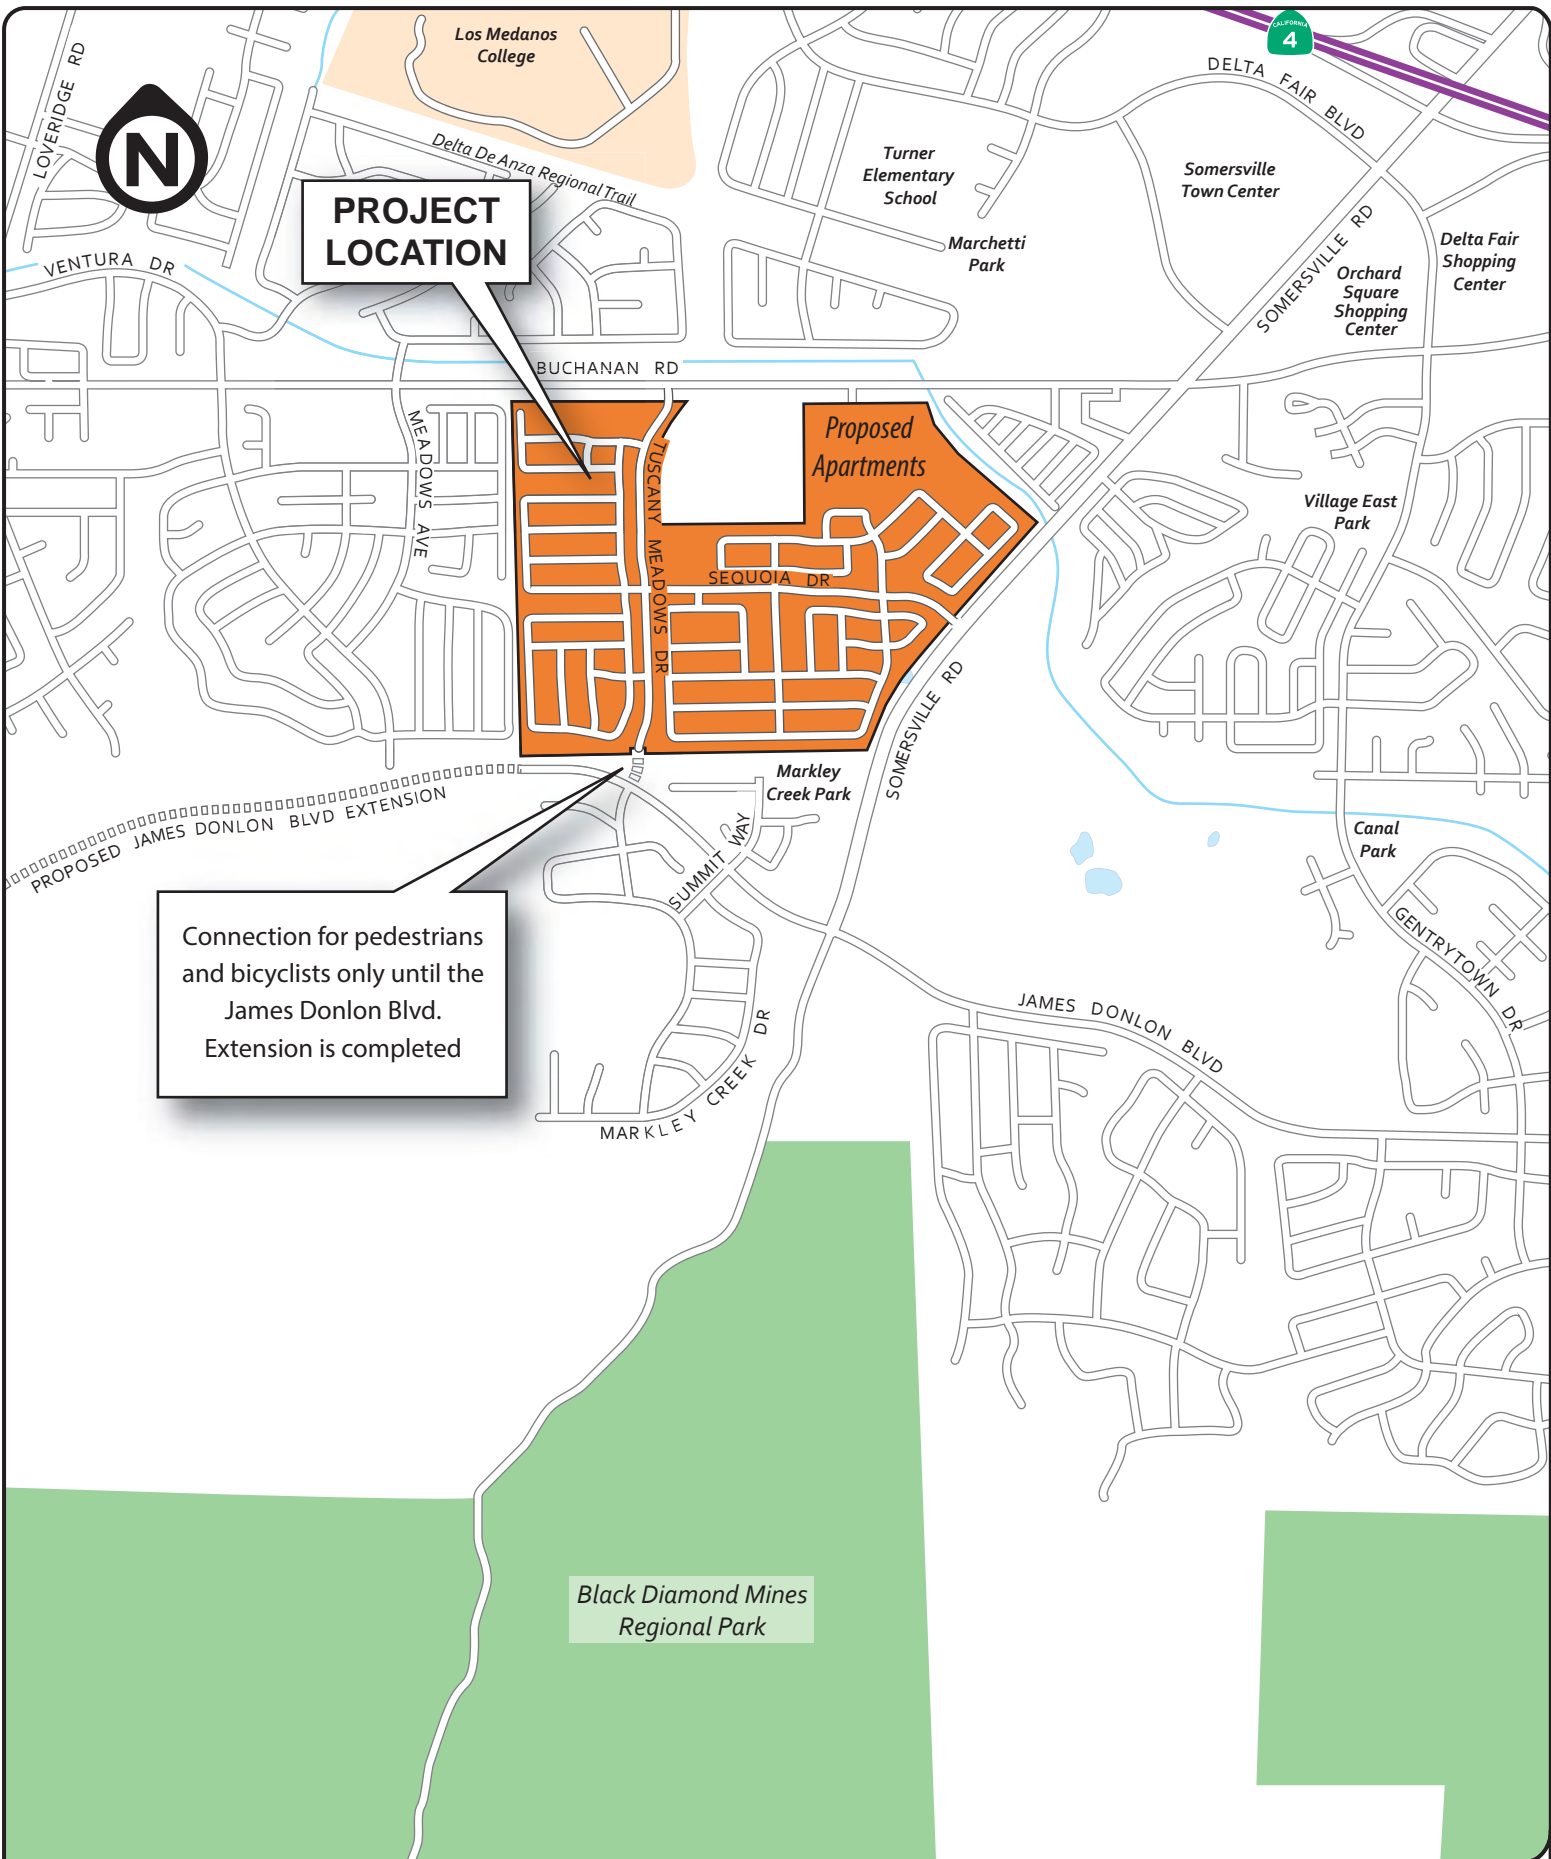 Los Medanos
College
CALIFORNIA
4
LOVERIDGE RD
DELTA FAIR BLVD
N
Delta De Anza Regional Trail
Turner
Elementary
School
Somersville
Town Center
PROJECT
LOCATION
Marchetti
Park
SOMERSVILLE RD
Delta Fair
Shopping
Center
VENTURA DR
Orchard
Square
Shopping
Center
BUCHANAN RD
MEADOWS AVE
TUSCANY MEADOWS DR
Proposed
Apartments
Village East
Park
SEQUOIA DR
SOMERSVILLE RD
Markley
Creek Park
PROPOSED JAMES DONLON BLVD EXTENSION
SUMMIT WAY
Canal
Park
GENTRYTOWN DR
Connection for pedestrians
and bicyclists only until the
James Donlon Blvd.
Extension is completed
JAMES DONLON BLVD
MARKLEY CREEK DR
Black Diamond Mines
Regional Park